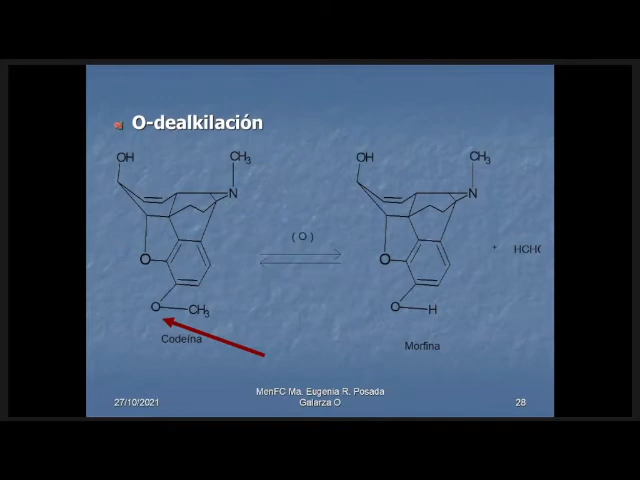 O-dealkilación
OH
CH3
N
O
O
CH3
Codeína
( O )
OH
CH3
N
O
O
H
Morfina
+
HCHO
27/10/2021
MenFC Ma. Eugenia R. Posada
Galarza O
28